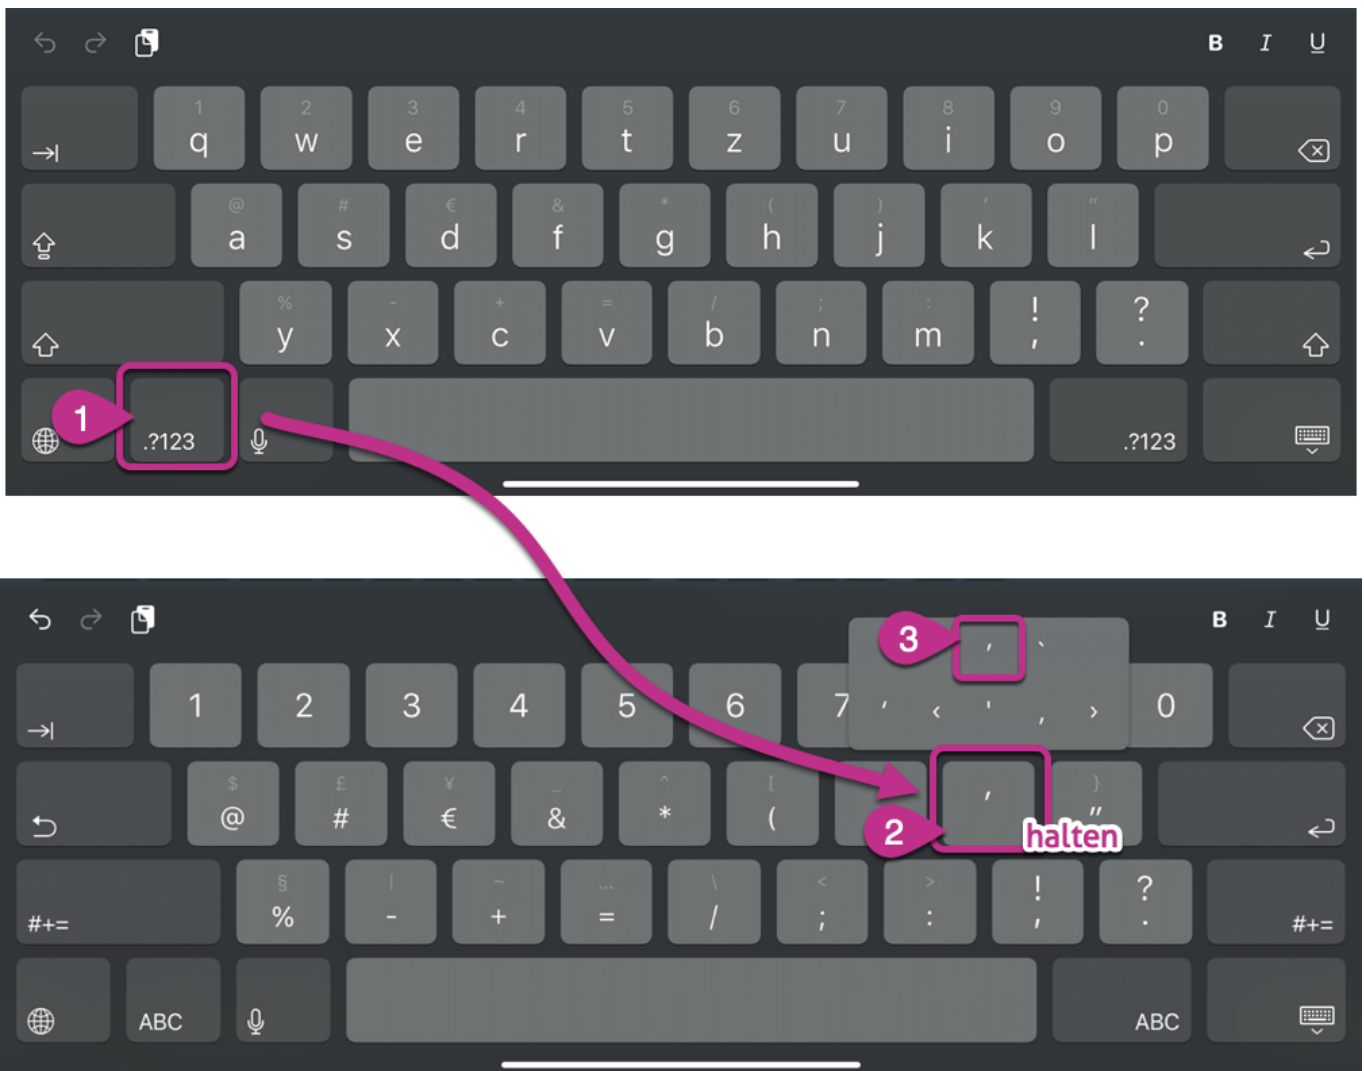 B I U
1 2 3 4 5 6 7 8 9 0
q w e r t z u i o p
@ # € & * ( ) ' "
a s d f g h j k l
% - + = / ; : ! ?
y x c v b n m , .
1
.?123 .?123
B I U
3 ′ `
1 2 3 4 5 6 7 ‘ ‹ ' ‚ › 0
$ £ ¥ _ ^ [ }
@ # € & * ( ′ "
2 halten
§ | ~ … \ < > ! ?
#+= % - + = / ; : , . #+=
ABC ABC